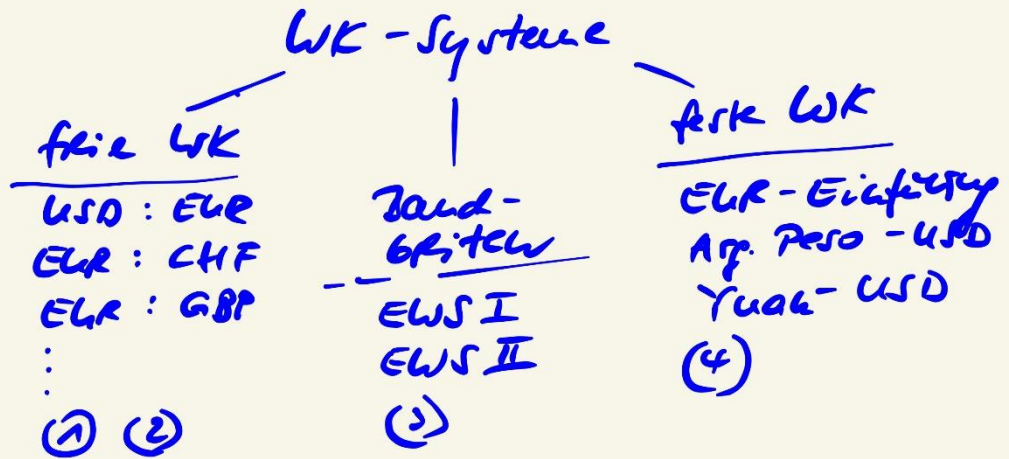 WK-Systeme
freie WK
USD : EUR
EUR : CHF
EUR : GBP
:
① ②
Band-
breiten
EWS I
EWS II
(3)
feste WK
EUR-Einführung
Arg. Peso - USD
Yuan - USD
(4)